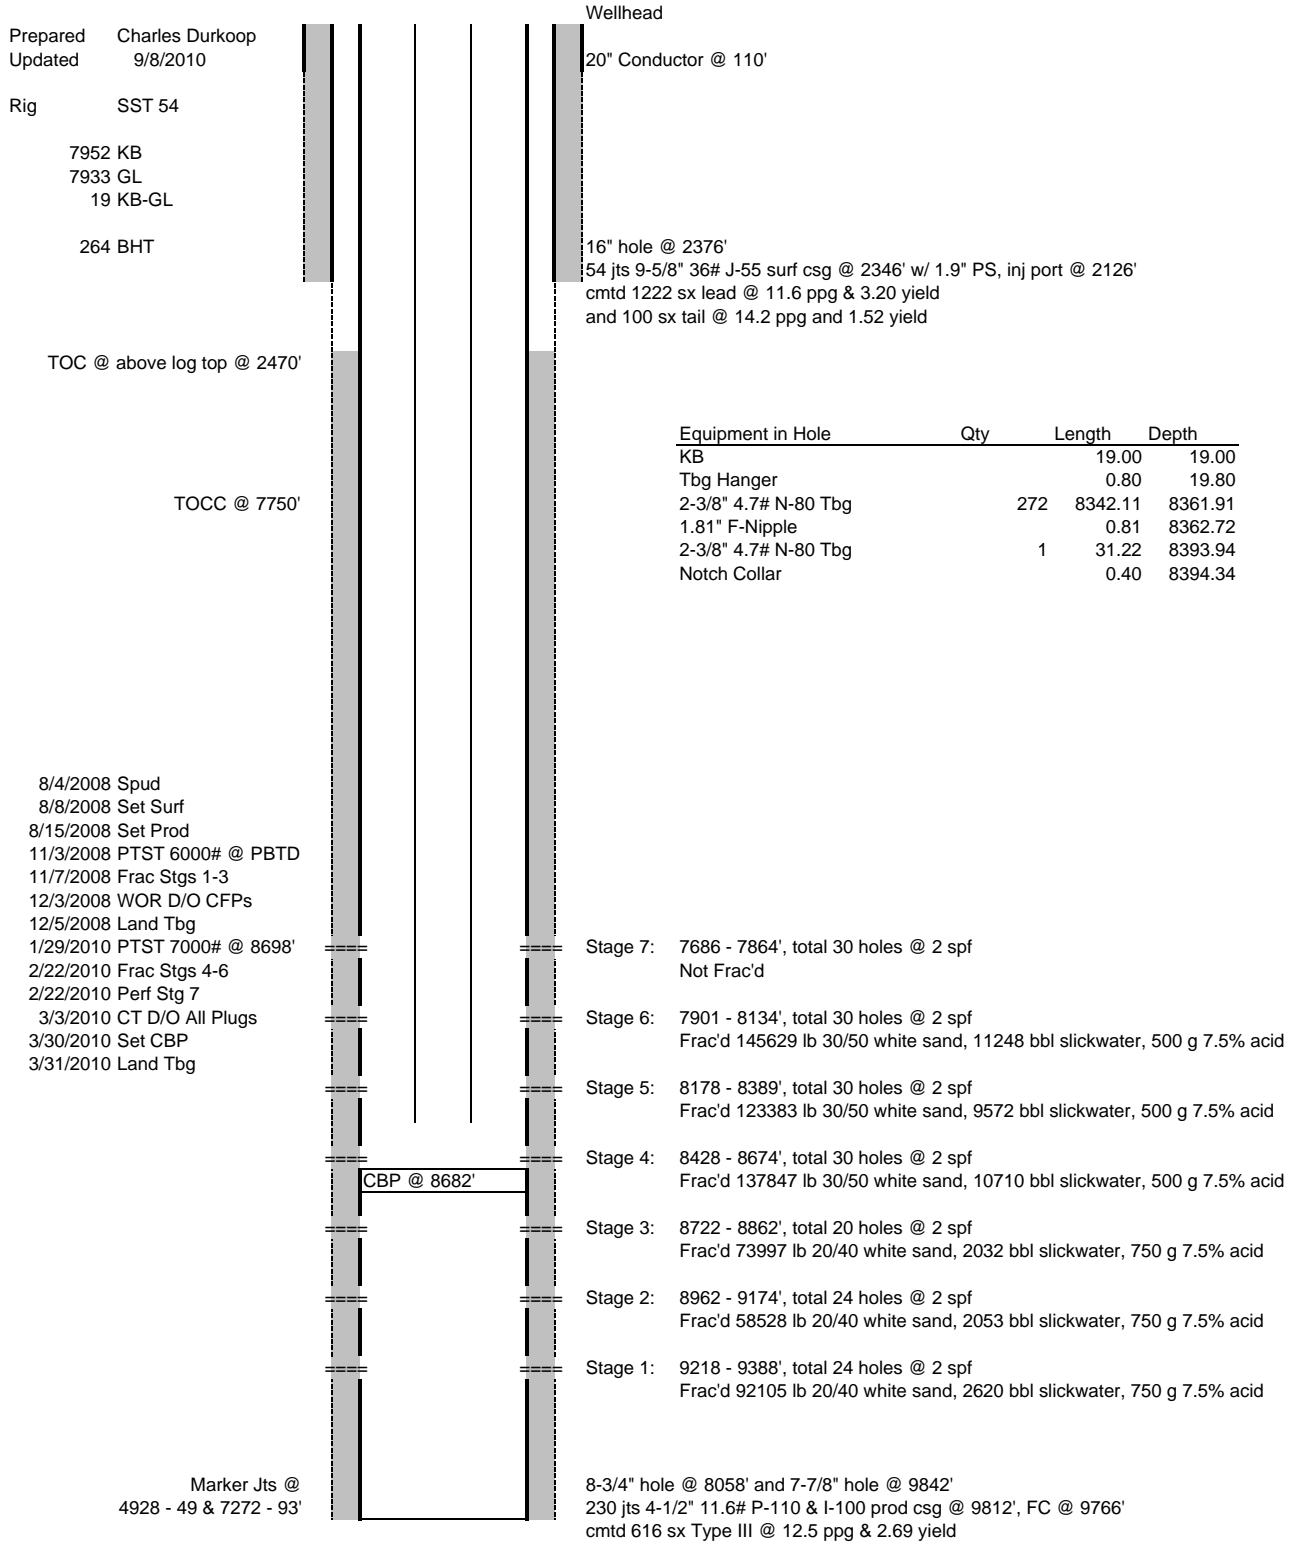 Wellhead
Prepared Charles Durkoop
Updated 9/8/2010
20" Conductor @ 110'
Rig SST 54
7952 KB
7933 GL
19 KB-GL
264 BHT
16" hole @ 2376'
54 jts 9-5/8" 36# J-55 surf csg @ 2346' w/ 1.9" PS, inj port @ 2126'
cmtd 1222 sx lead @ 11.6 ppg & 3.20 yield
and 100 sx tail @ 14.2 ppg and 1.52 yield
TOC @ above log top @ 2470'
Equipment in Hole Qty Length Depth
KB 19.00 19.00
Tbg Hanger 0.80 19.80
2-3/8" 4.7# N-80 Tbg 272 8342.11 8361.91
1.81" F-Nipple 0.81 8362.72
2-3/8" 4.7# N-80 Tbg 1 31.22 8393.94
Notch Collar 0.40 8394.34
TOCC @ 7750'
8/4/2008 Spud
8/8/2008 Set Surf
8/15/2008 Set Prod
11/3/2008 PTST 6000# @ PBTD
11/7/2008 Frac Stgs 1-3
12/3/2008 WOR D/O CFPs
12/5/2008 Land Tbg
1/29/2010 PTST 7000# @ 8698'
2/22/2010 Frac Stgs 4-6
2/22/2010 Perf Stg 7
3/3/2010 CT D/O All Plugs
3/30/2010 Set CBP
3/31/2010 Land Tbg
==== ==== Stage 7: 7686 - 7864', total 30 holes @ 2 spf
Not Frac'd
==== ==== Stage 6: 7901 - 8134', total 30 holes @ 2 spf
Frac'd 145629 lb 30/50 white sand, 11248 bbl slickwater, 500 g 7.5% acid
==== ==== Stage 5: 8178 - 8389', total 30 holes @ 2 spf
Frac'd 123383 lb 30/50 white sand, 9572 bbl slickwater, 500 g 7.5% acid
==== ==== Stage 4: 8428 - 8674', total 30 holes @ 2 spf
CBP @ 8682'
Frac'd 137847 lb 30/50 white sand, 10710 bbl slickwater, 500 g 7.5% acid
==== ==== Stage 3: 8722 - 8862', total 20 holes @ 2 spf
Frac'd 73997 lb 20/40 white sand, 2032 bbl slickwater, 750 g 7.5% acid
==== ==== Stage 2: 8962 - 9174', total 24 holes @ 2 spf
Frac'd 58528 lb 20/40 white sand, 2053 bbl slickwater, 750 g 7.5% acid
==== ==== Stage 1: 9218 - 9388', total 24 holes @ 2 spf
Frac'd 92105 lb 20/40 white sand, 2620 bbl slickwater, 750 g 7.5% acid
Marker Jts @
4928 - 49 & 7272 - 93'
8-3/4" hole @ 8058' and 7-7/8" hole @ 9842'
230 jts 4-1/2" 11.6# P-110 & I-100 prod csg @ 9812', FC @ 9766'
cmtd 616 sx Type III @ 12.5 ppg & 2.69 yield